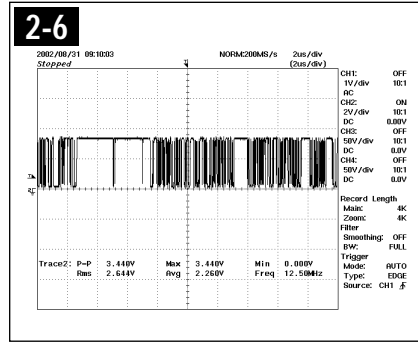 2-6
2002/08/31 09:10:03 NORM:200MS/s 2us/div
Stopped (2us/div)
CH1: OFF
1V/div 10:1
AC
CH2: ON
2V/div 10:1
DC 0.00V
CH3: OFF
50V/div 10:1
DC 0.0V
CH4: OFF
50V/div 10:1
DC 0.0V
Record Length
Main: 4K
Zoom: 4K
Filter
Smoothing: OFF
BW: FULL
Trigger
Mode: AUTO
Type: EDGE
Source: CH1
Trace2: P-P 3.440V Max 3.440V Min 0.000V
Rms 2.644V Avg 2.260V Freq 12.50MHz